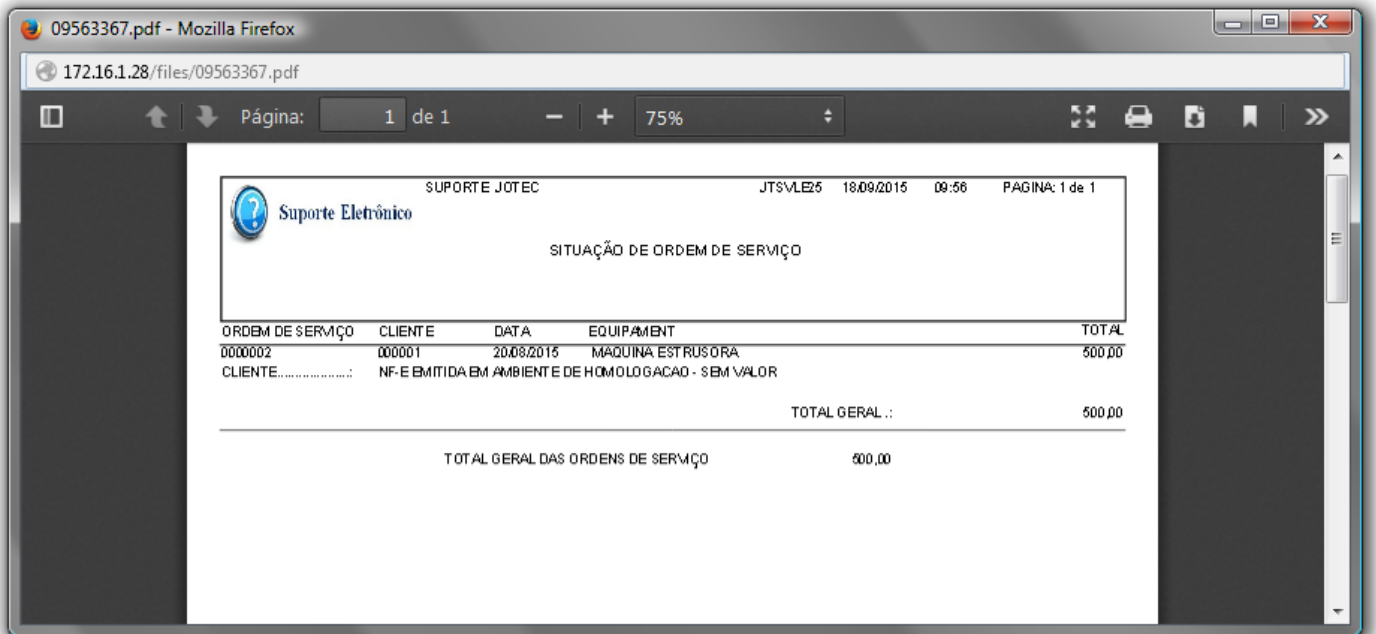 09563367.pdf - Mozilla Firefox
172.16.1.28/files/09563367.pdf
Página: 1 de 1 75%
SUPORTE JOTEC JTSVLE25 18/09/2015 09:56 PAGINA: 1 de 1
Suporte Eletrônico
SITUAÇÃO DE ORDEM DE SERVIÇO
ORDEM DE SERVIÇO CLIENTE DATA EQUIPAMENT TOTAL
0000002 000001 20/08/2015 MAQUINA ESTRUSORA 500,00
CLIENTE....................: NF-E EMITIDA EM AMBIENTE DE HOMOLOGACAO - SEM VALOR
TOTAL GERAL .: 500,00
TOTAL GERAL DAS ORDENS DE SERVIÇO 500,00